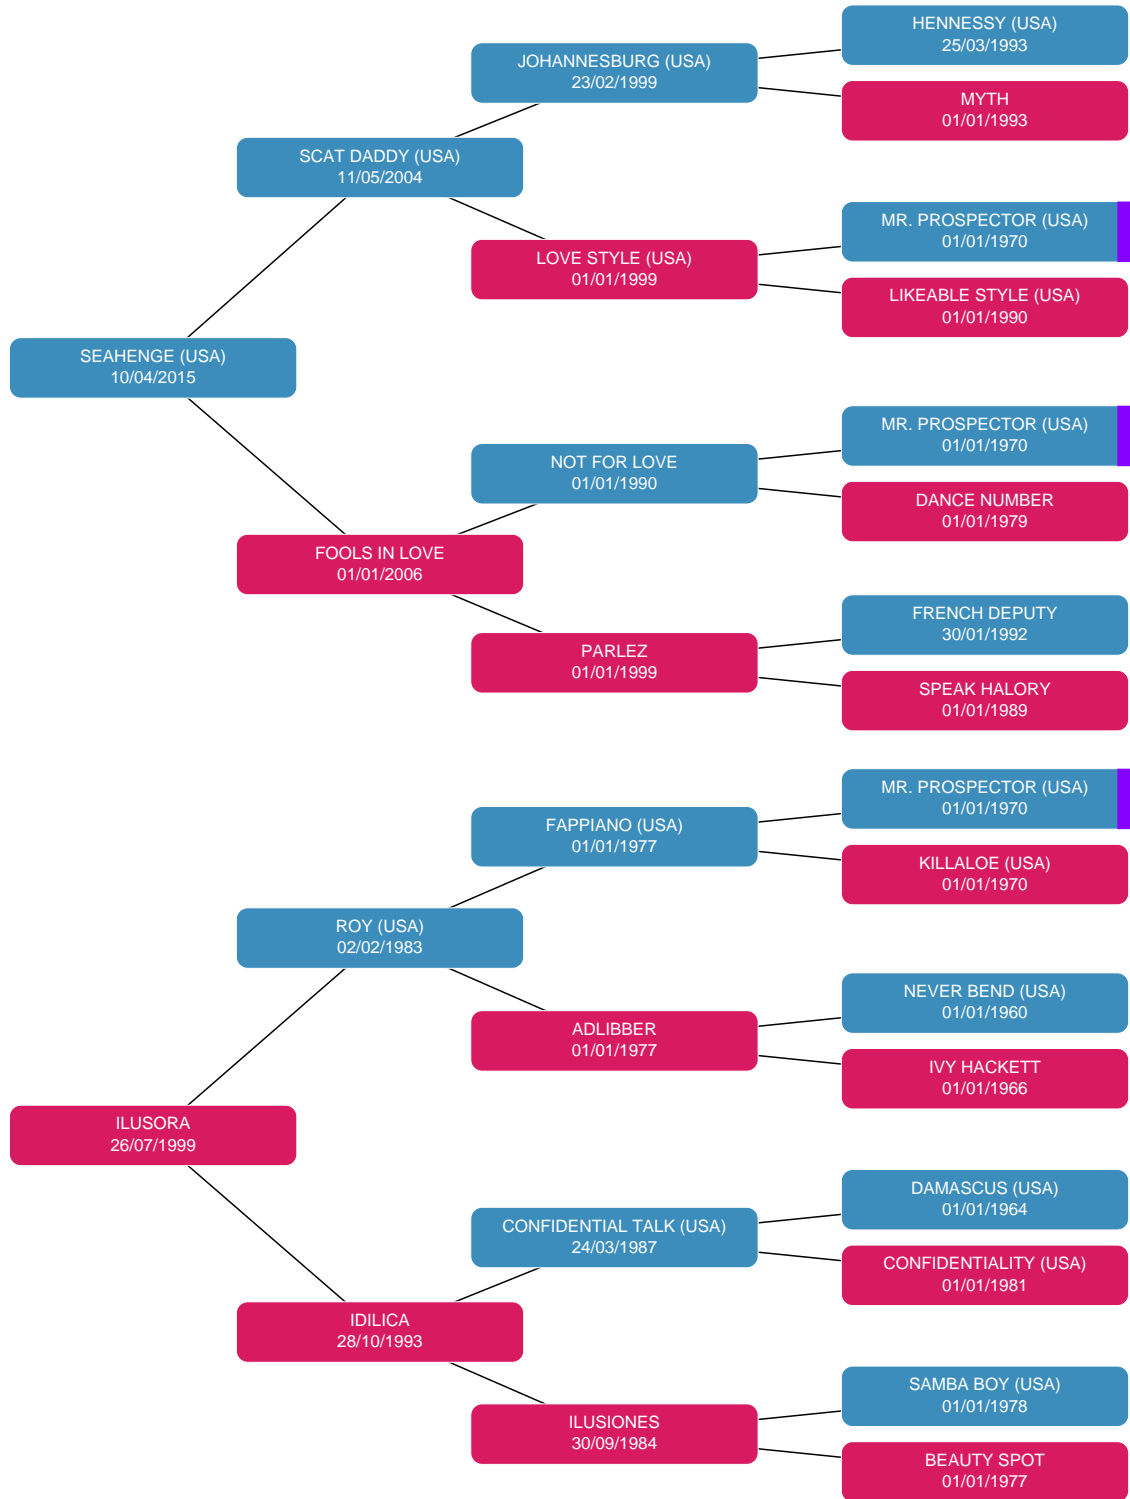 HENNESSY (USA)
25/03/1993
JOHANNESBURG (USA)
23/02/1999
MYTH
01/01/1993
SCAT DADDY (USA)
11/05/2004
MR. PROSPECTOR (USA)
01/01/1970
LOVE STYLE (USA)
01/01/1999
LIKEABLE STYLE (USA)
01/01/1990
SEAHENGE (USA)
10/04/2015
MR. PROSPECTOR (USA)
01/01/1970
NOT FOR LOVE
01/01/1990
DANCE NUMBER
01/01/1979
FOOLS IN LOVE
01/01/2006
FRENCH DEPUTY
30/01/1992
PARLEZ
01/01/1999
SPEAK HALORY
01/01/1989
MR. PROSPECTOR (USA)
01/01/1970
FAPPIANO (USA)
01/01/1977
KILLALOE (USA)
01/01/1970
ROY (USA)
02/02/1983
NEVER BEND (USA)
01/01/1960
ADLIBBER
01/01/1977
IVY HACKETT
01/01/1966
ILUSORA
26/07/1999
DAMASCUS (USA)
01/01/1964
CONFIDENTIAL TALK (USA)
24/03/1987
CONFIDENTIALITY (USA)
01/01/1981
IDILICA
28/10/1993
SAMBA BOY (USA)
01/01/1978
ILUSIONES
30/09/1984
BEAUTY SPOT
01/01/1977